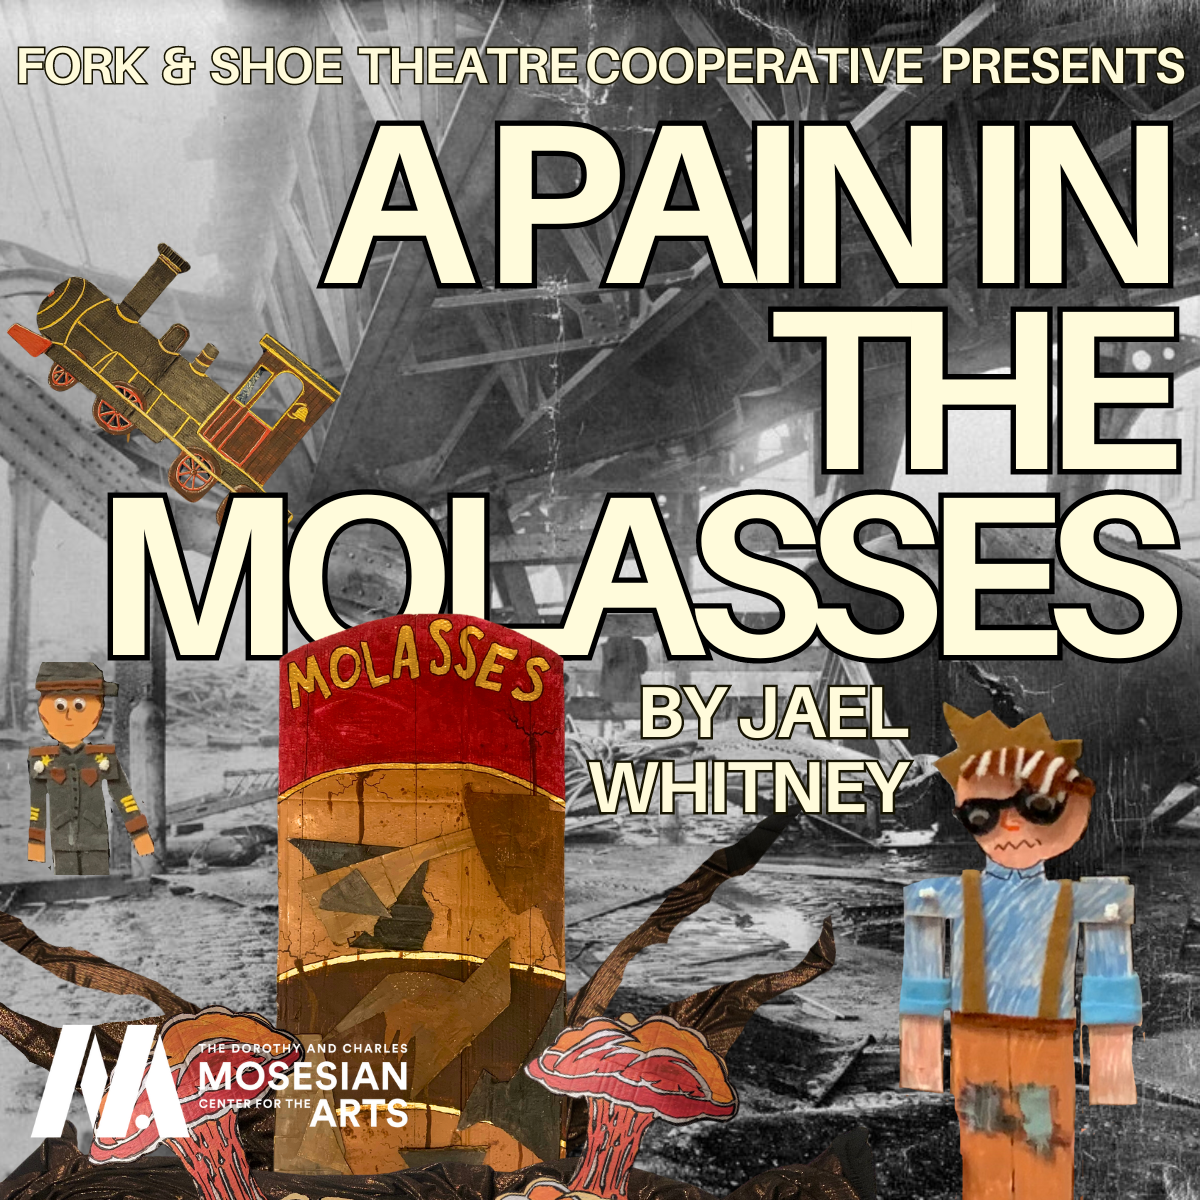 FORK & SHOE THEATRE COOPERATIVE PRESENTS
A PAIN IN
THE
MOLASSES
MOLASSES
BY JAEL
WHITNEY
THE DOROTHY AND CHARLES
MOSESIAN
CENTER FOR THE ARTS